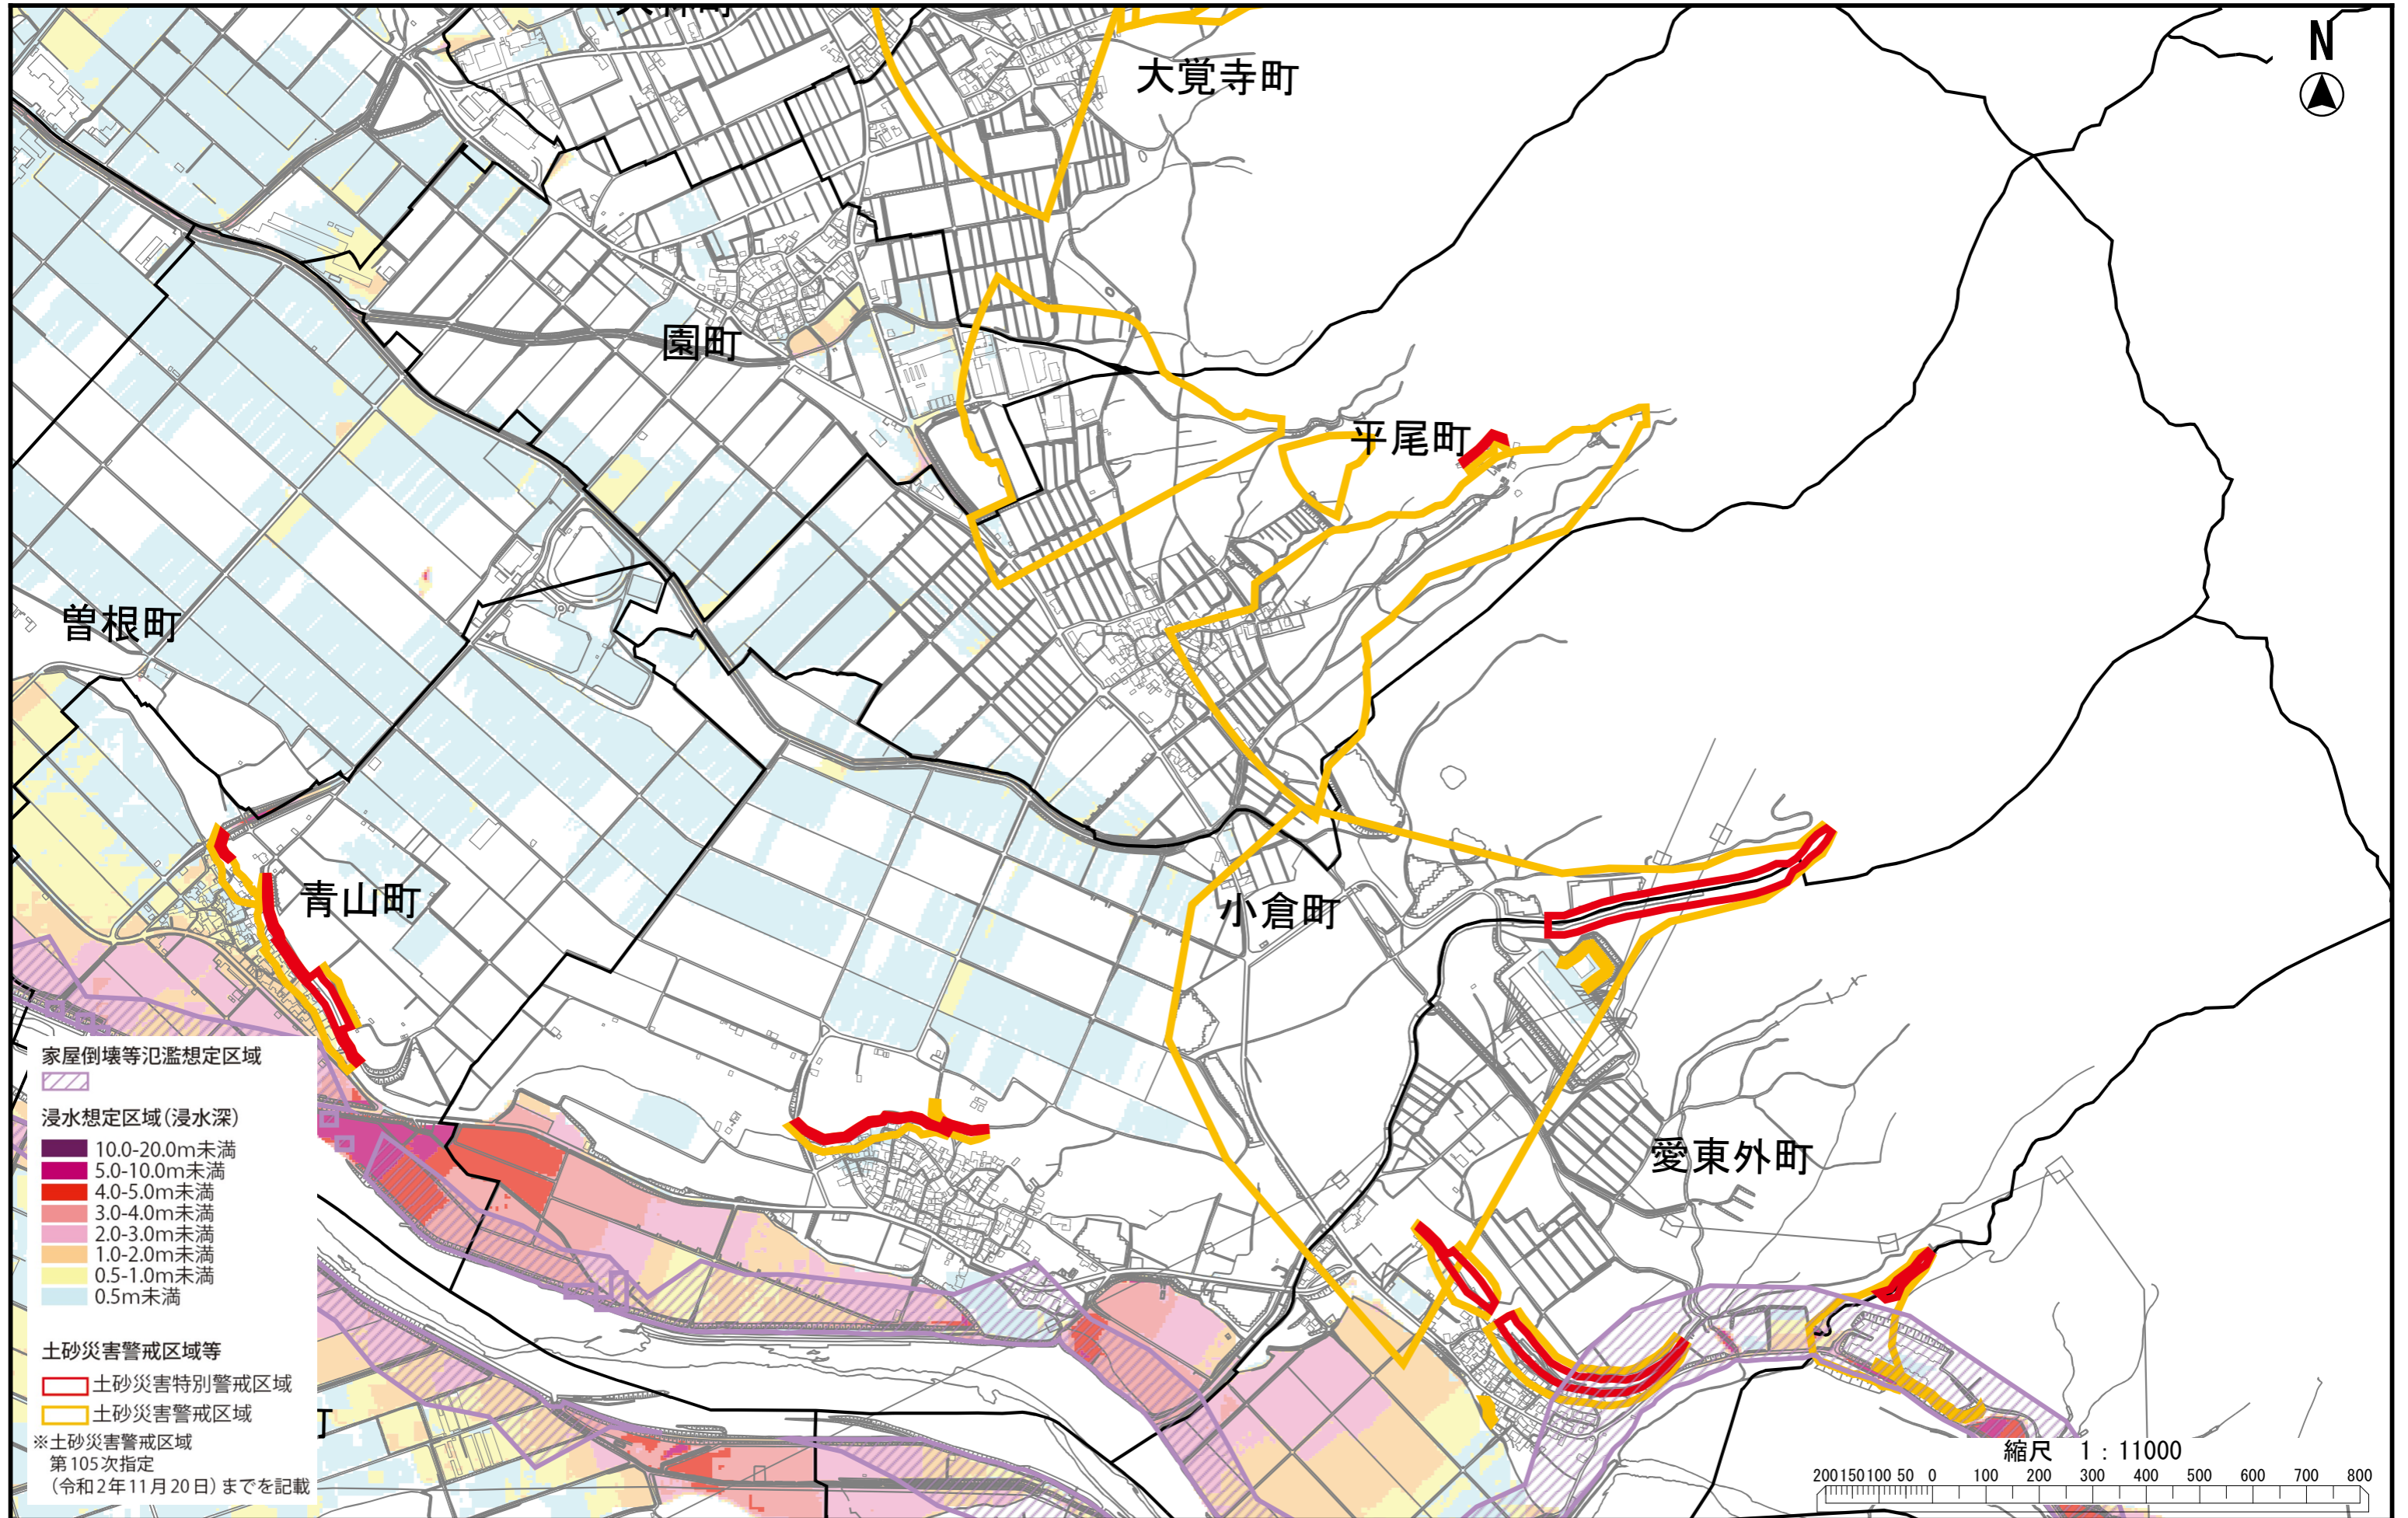 N
大覚寺町
園町
平尾町
曽根町
青山町
小倉町
愛東外町
家屋倒壊等氾濫想定区域
浸水想定区域(浸水深)
10.0-20.0m未満
5.0-10.0m未満
4.0-5.0m未満
3.0-4.0m未満
2.0-3.0m未満
1.0-2.0m未満
0.5-1.0m未満
0.5m未満
土砂災害警戒区域等
土砂災害特別警戒区域
土砂災害警戒区域
※土砂災害警戒区域
第105次指定
(令和2年11月20日)までを記載
縮尺 1:11000
200 150 100 50 0 100 200 300 400 500 600 700 800